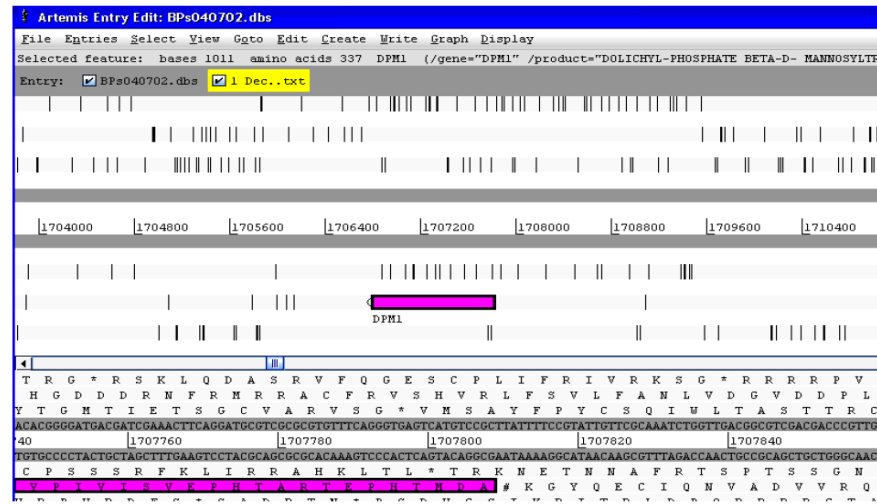 Artemis Entry Edit: BPs040702.dbs
File Entries Select View Goto Edit Create Write Graph Display
Selected feature: bases 1011 amino acids 337 DPM1 (/gene="DPM1" /product="DOLICHYL-PHOSPHATE BETA-D- MANNOSYLTR
Entry: BPs040702.dbs 1 Dec..txt
1704000 1704800 1705600 1706400 1707200 1708000 1708800 1709600 1710400
DPM1
T R G * R S K L Q D A S R V F Q G E S C P L I F R I V R K S G * R R R R P V
H G D D R N F R M R R A C F R V S H V R L F S V L F A N L V D G V D D P
Y T G M T I E T S G C V A R V S G * V M S A Y F P Y C S Q I W L T A S T T R C
ACACGGGGATGACGATCGAAACTTCAGGATGCGTCGCGCGTGTTTCAGGGTGAGTCATGTCCGCTTATTTTCCGTATTGTTCGCAAATCTGGTTGACGGCGTCGACGACCCGTTG
'40 1707760 1707780 1707800 1707820 1707840
TGTGCCCCTACTGCTAGCTTTGAAGTCCTACGCAGCGCGCACAAAGTCCCACTCAGTACAGGCGAATAAAAGGCATAACAAGCGTTTAGACCAACTGCCGCAGCTGCTGGGCAAC
C P S S S R F K L I R R A H K L T L * T R K N E T N N A F R T S P T S S G N
V P I V I S V E P H T A R T E P H T M D A # K G Y Q E C I Q N V A D V V R Q